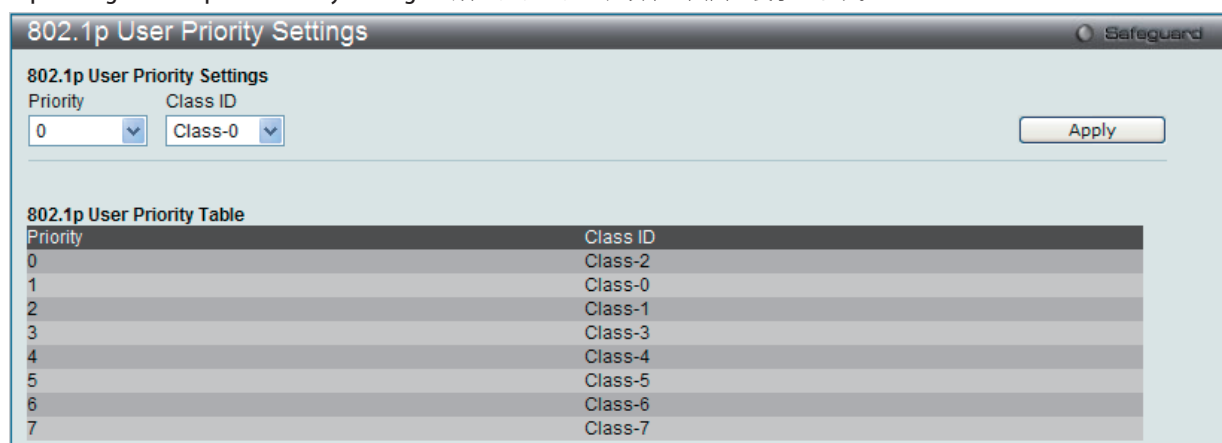 802.1p User Priority Settings
Safeguard
802.1p User Priority Settings
Priority Class ID
0 Class-0 Apply
802.1p User Priority Table
Priority Class ID
0 Class-2
1 Class-0
2 Class-1
3 Class-3
4 Class-4
5 Class-5
6 Class-6
7 Class-7